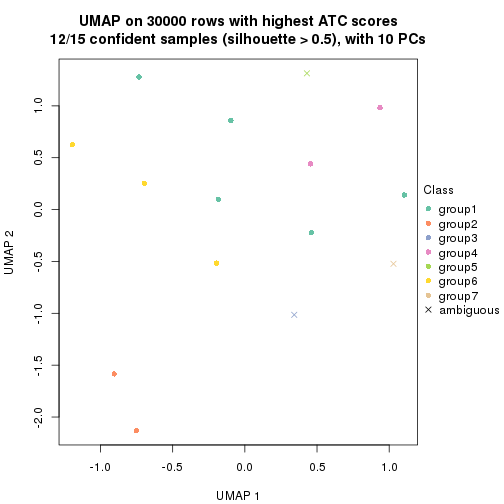 UMAP on 30000 rows with highest ATC scores
12/15 confident samples (silhouette > 0.5), with 10 PCs
1.0
0.5
0.0
-0.5
-1.0
-1.5
-2.0
UMAP 2
-1.0
-0.5
0.0
0.5
1.0
UMAP 1
Class
group1
group2
group3
group4
group5
group6
group7
ambiguous